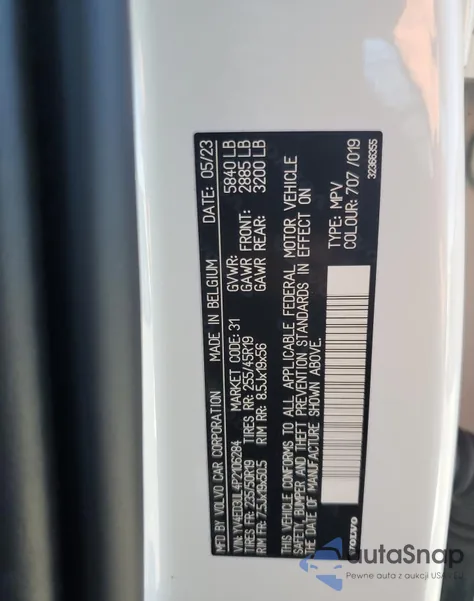 MFD BY VOLVO CAR CORPORATION MADE IN BELGIUM DATE: 05/23
VIN: YV4ED3UL4P2106284 MARKET CODE: 31 GVWR: 5840 LB
TIRES FR: 235/50R19 TIRES RR: 255/45R19 GAWR FRONT: 2885 LB
RIM FR: 7.5Jx19x50.5 RIM RR: 8.5Jx19x56 GAWR REAR: 3200 LB
THIS VEHICLE CONFORMS TO ALL APPLICABLE FEDERAL MOTOR VEHICLE
SAFETY, BUMPER AND THEFT PREVENTION STANDARDS IN EFFECT ON
THE DATE OF MANUFACTURE SHOWN ABOVE.
TYPE: MPV
COLOUR: 707 /019
VOLVO
32366355
autoSnap
Pewne auta z aukcji USA